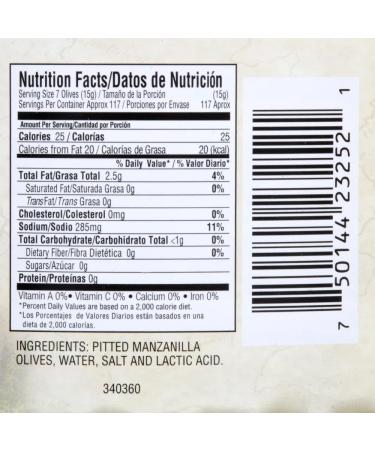 Nutrition Facts/Datos de Nutrición
Serving Size 7 Olives (15g) / Tamaño de la Porción (15g)
Servings Per Container Approx 117 / Porciones por Envase 117 Aprox
Amount Per Serving/Cantidad por Porción
Calories 25 / Calorías 25
Calories from Fat 20 / Calorías de Grasa 20 (kcal)
% Daily Value* / % Valor Diario*
Total Fat/Grasa Total 2.5g 4%
Saturated Fat/Saturada Grasa 0g 0%
TransFat/Trans Grasa 0g
Cholesterol/Colesterol 0mg 0%
Sodium/Sodio 285mg 11%
Total Carbohydrate/Carbohidrato Total <1g 0%
Dietary Fiber/Fibra Dietética 0g 0%
Sugars/Azúcar 0g
Protein/Proteínas 0g
Vitamin A 0% • Vitamin C 0% • Calcium 0% • Iron 0%
*Percent Daily Values are based on a 2,000 calorie diet.
*Los Porcentajes de Valores Diarios están basados en una
dieta de 2,000 calorías.
INGREDIENTS: PITTED MANZANILLA
OLIVES, WATER, SALT AND LACTIC ACID.
340360
7 50144 23252 1